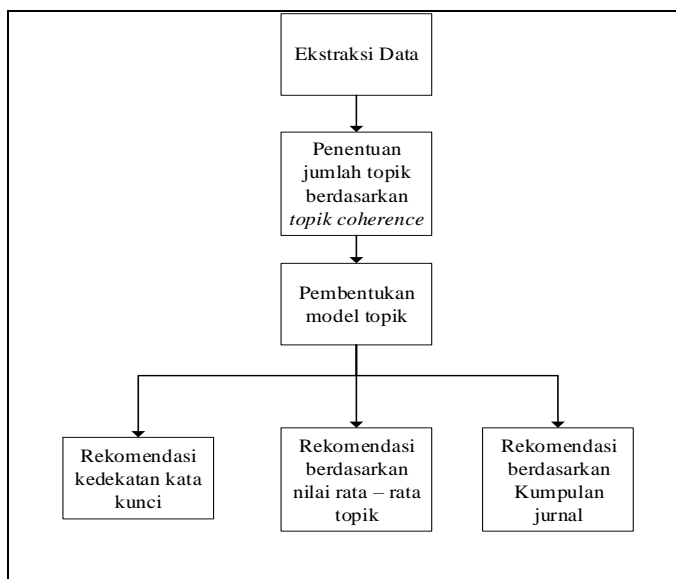 Ekstraksi Data
Penentuan
jumlah topik
berdasarkan
topik coherence
Pembentukan
model topik
Rekomendasi
kedekatan kata
kunci
Rekomendasi
berdasarkan
nilai rata – rata
topik
Rekomendasi
berdasarkan
Kumpulan
jurnal